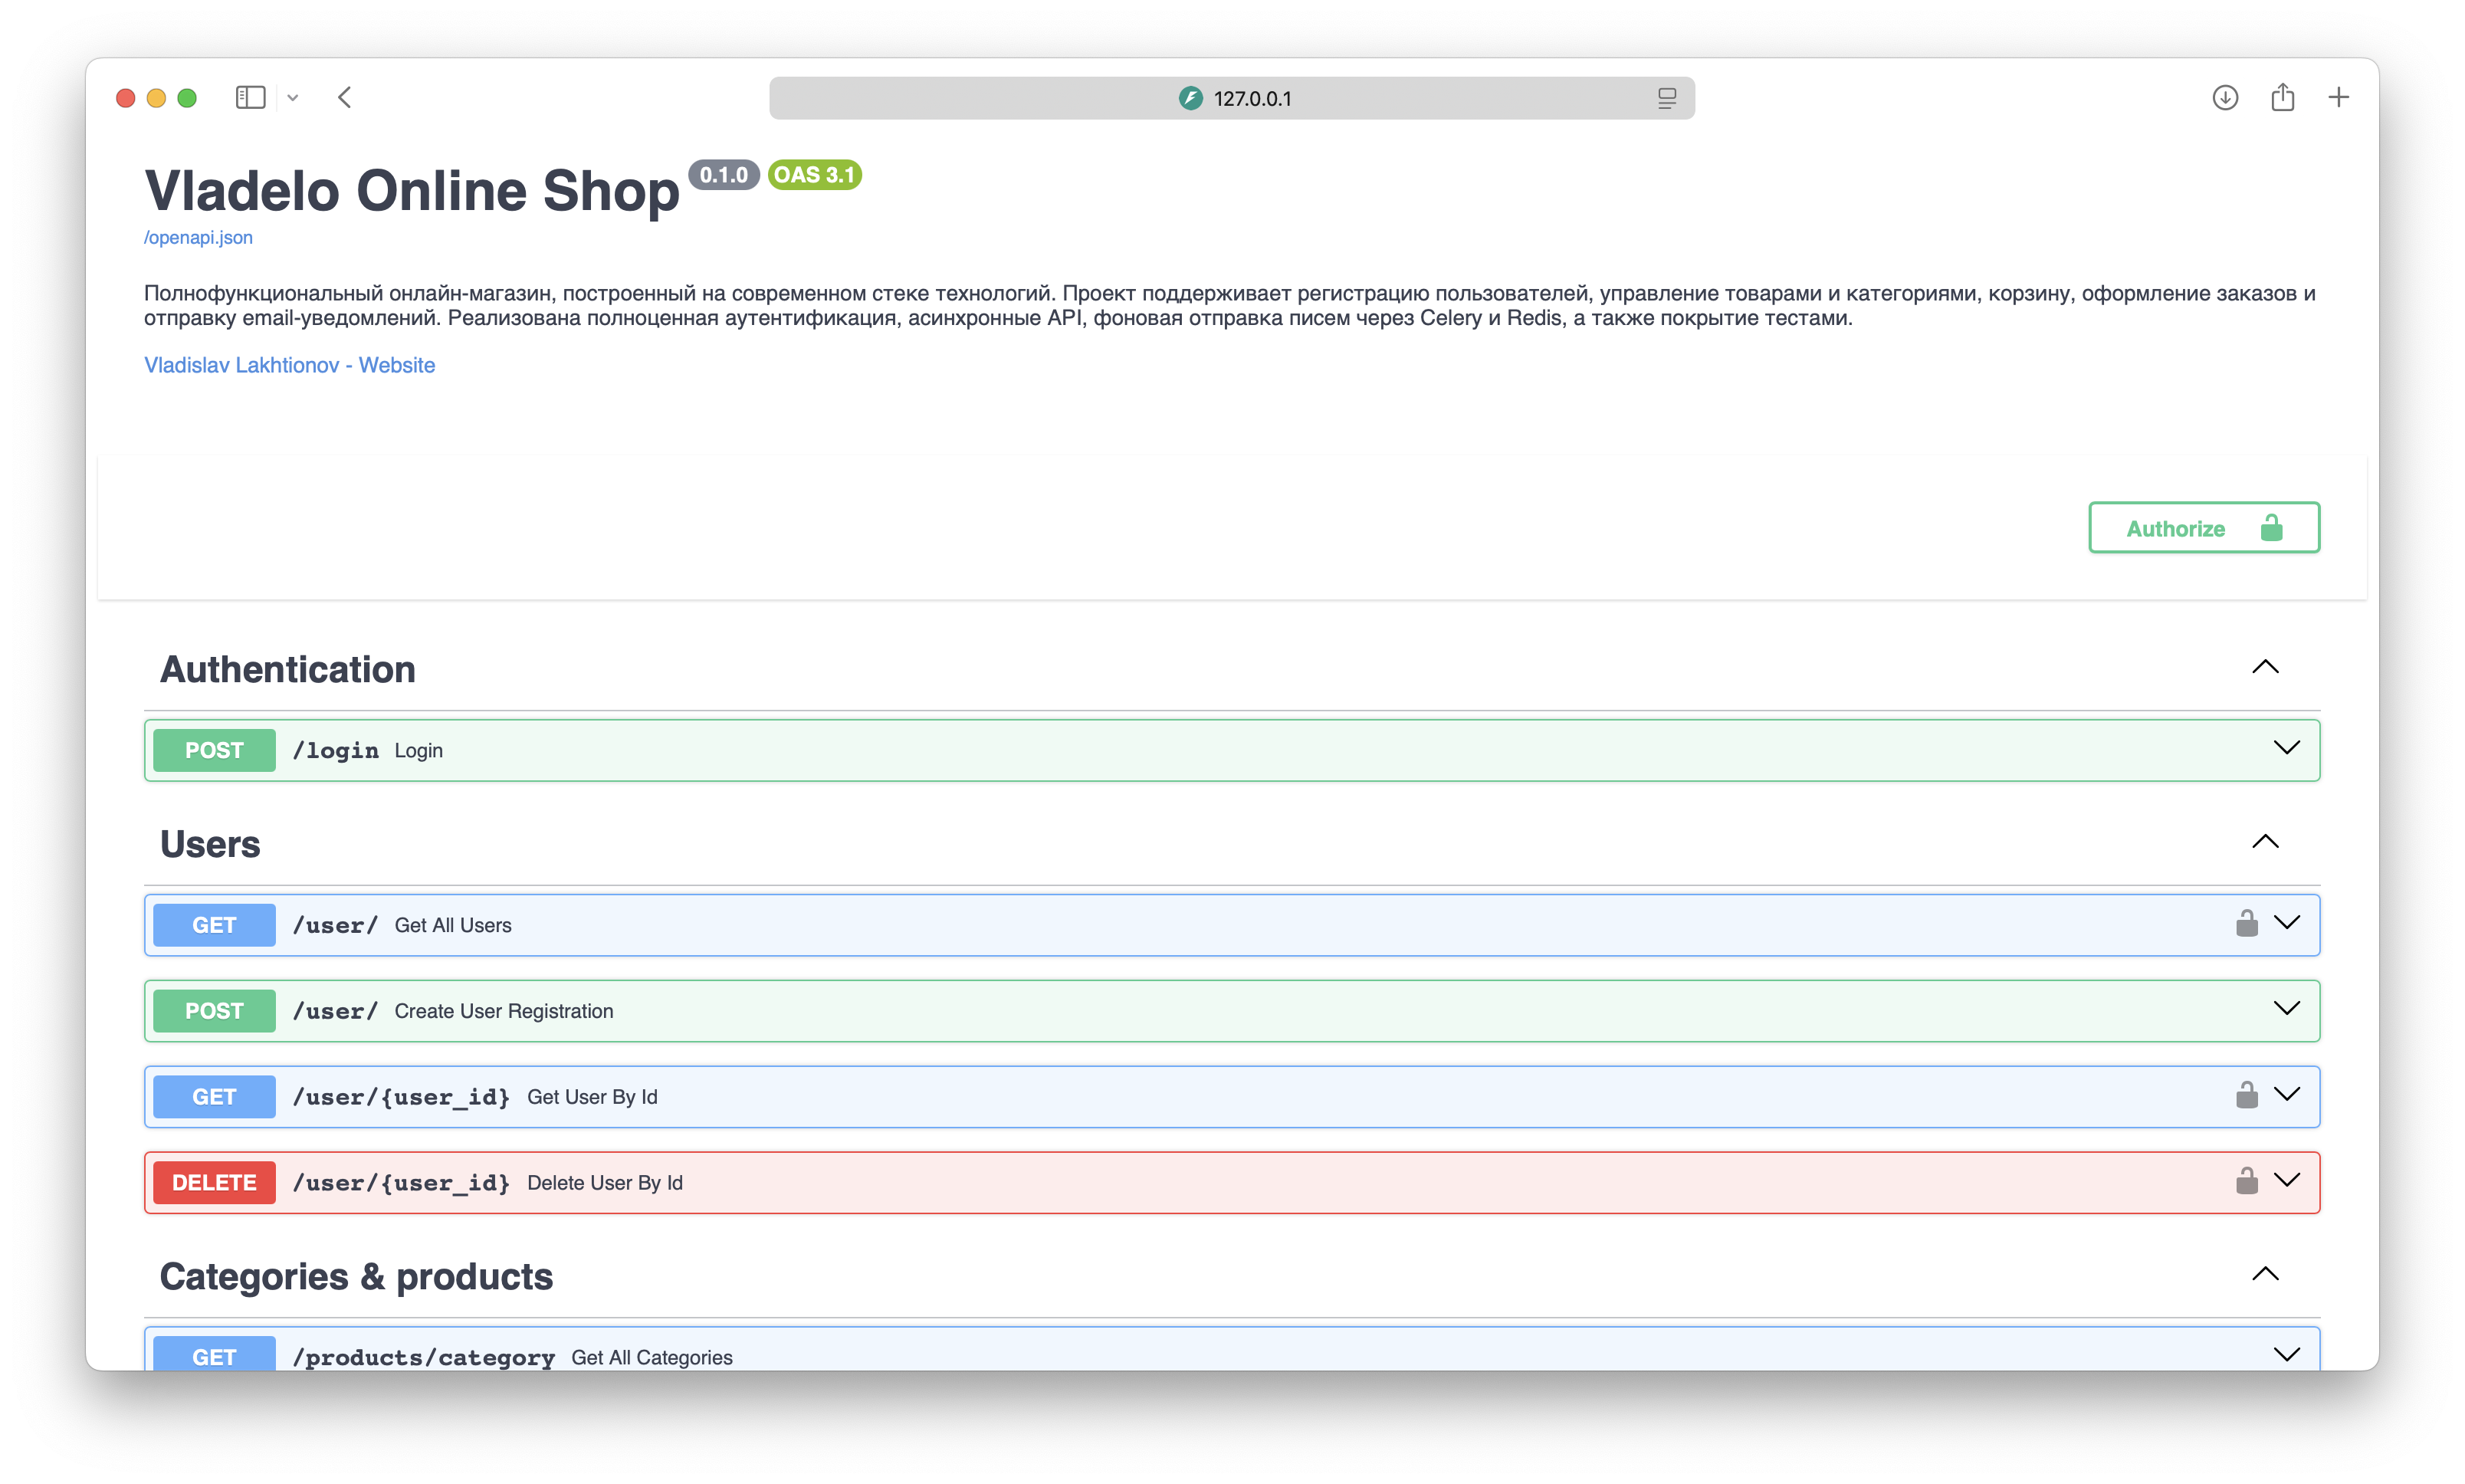 127.0.0.1
Vladelo Online Shop 0.1.0 OAS 3.1
/openapi.json
Полнофункциональный онлайн-магазин, построенный на современном стеке технологий. Проект поддерживает регистрацию пользователей, управление товарами и категориями, корзину, оформление заказов и
отправку email-уведомлений. Реализована полноценная аутентификация, асинхронные API, фоновая отправка писем через Celery и Redis, а также покрытие тестами.
Vladislav Lakhtionov - Website
Authorize
Authentication
POST /login Login
Users
GET /user/ Get All Users
POST /user/ Create User Registration
GET /user/{user_id} Get User By Id
DELETE /user/{user_id} Delete User By Id
Categories & products
GET /products/category Get All Categories